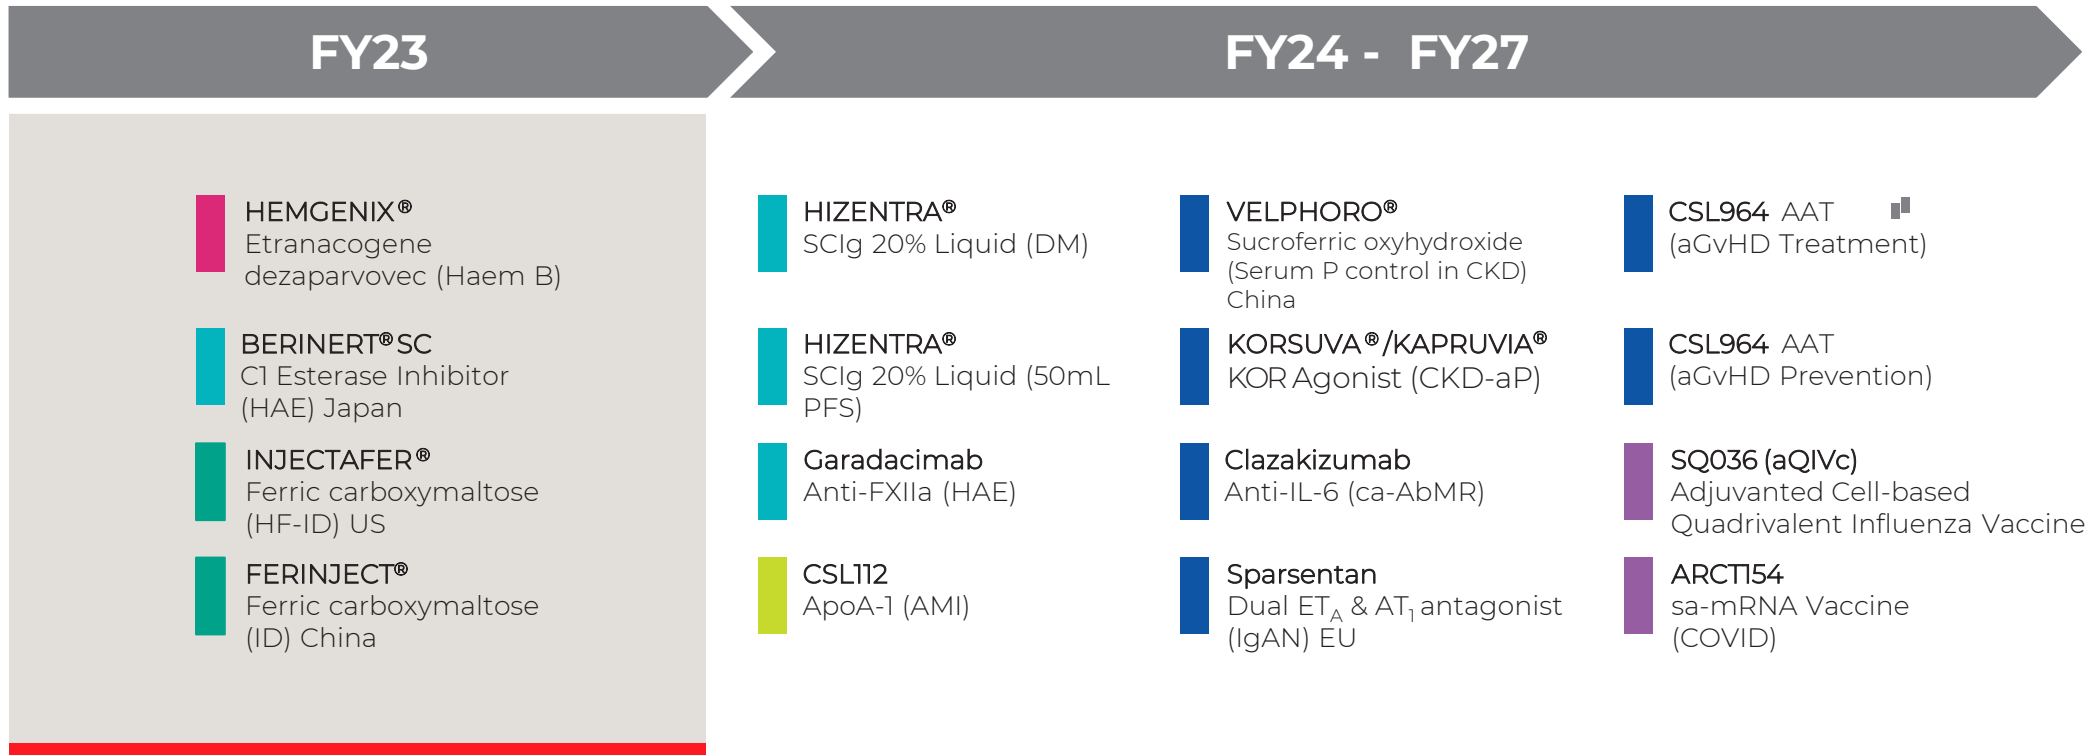 FY23
FY24 - FY27
HEMGENIX®
Etranacogene
dezaparvovec (Haem B)
BERINERT® SC
C1 Esterase Inhibitor
(HAE) Japan
INJECTAFER®
Ferric carboxymaltose
(HF-ID) US
FERINJECT®
Ferric carboxymaltose
(ID) China
HIZENTRA®
SCIg 20% Liquid (DM)
HIZENTRA®
SCIg 20% Liquid (50mL
PFS)
Garadacimab
Anti-FXIIa (HAE)
CSL112
ApoA-1 (AMI)
VELPHORO®
Sucroferric oxyhydroxide
(Serum P control in CKD)
China
KORSUVA®/KAPRUVIA®
KOR Agonist (CKD-aP)
Clazakizumab
Anti-IL-6 (ca-AbMR)
Sparsentan
Dual ETA & AT1 antagonist
(IgAN) EU
CSL964 AAT
(aGvHD Treatment)
CSL964 AAT
(aGvHD Prevention)
SQ036 (aQIVc)
Adjuvanted Cell-based
Quadrivalent Influenza Vaccine
ARCT154
sa-mRNA Vaccine
(COVID)